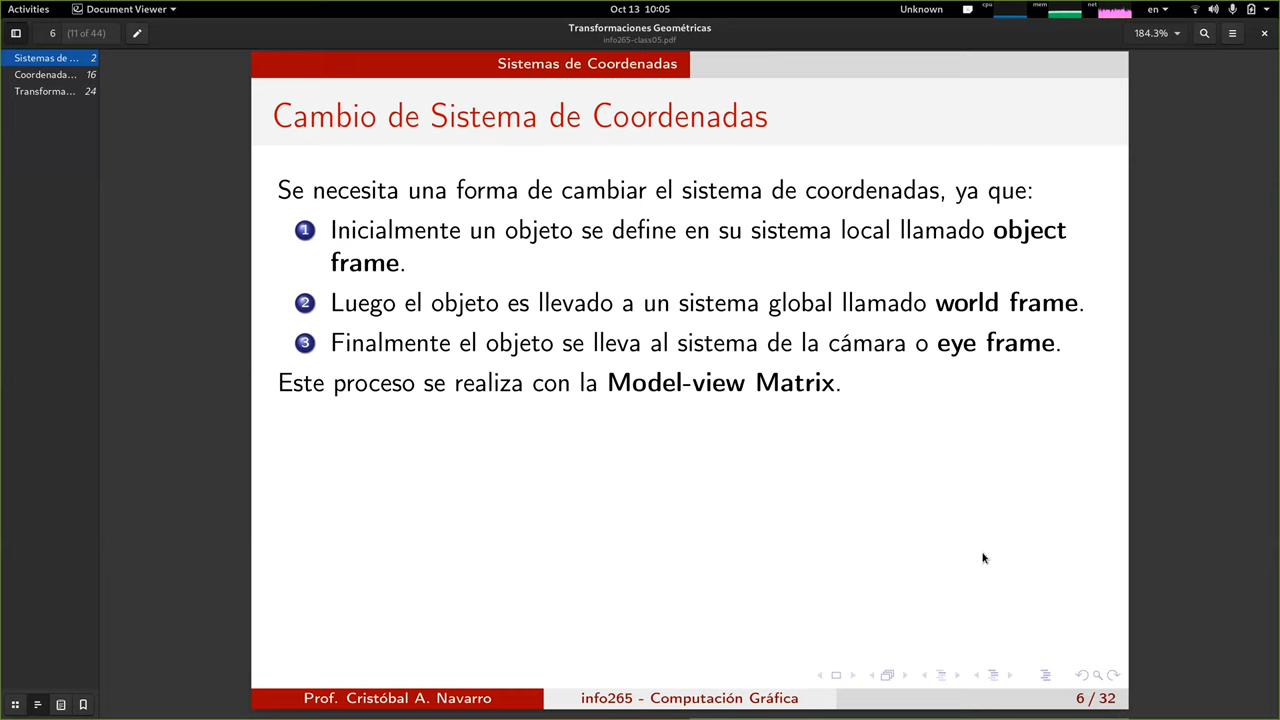 Activities
Document Viewer
Oct 13 10:05
Unknown
cpu
mem
net
en
6 (11 of 44)
Transformaciones Geométricas
info265-class05.pdf
184.3%
Sistemas de ... 2
Coordenada... 16
Transforma... 24
Sistemas de Coordenadas
Cambio de Sistema de Coordenadas
Se necesita una forma de cambiar el sistema de coordenadas, ya que:
1 Inicialmente un objeto se define en su sistema local llamado object
frame.
2 Luego el objeto es llevado a un sistema global llamado world frame.
3 Finalmente el objeto se lleva al sistema de la cámara o eye frame.
Este proceso se realiza con la Model-view Matrix.
Prof. Cristóbal A. Navarro
info265 - Computación Gráfica
6 / 32